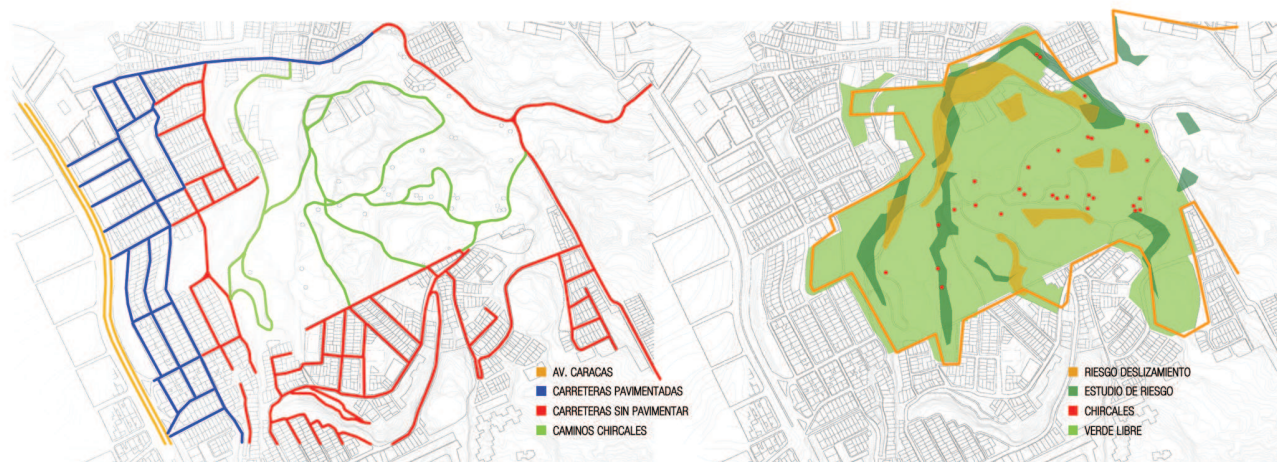 AV. CARACAS
CARRETERAS PAVIMENTADAS
CARRETERAS SIN PAVIMENTAR
CAMINOS CHIRCALES
RIESGO DESLIZAMIENTO
ESTUDIO DE RIESGO
CHIRCALES
VERDE LIBRE